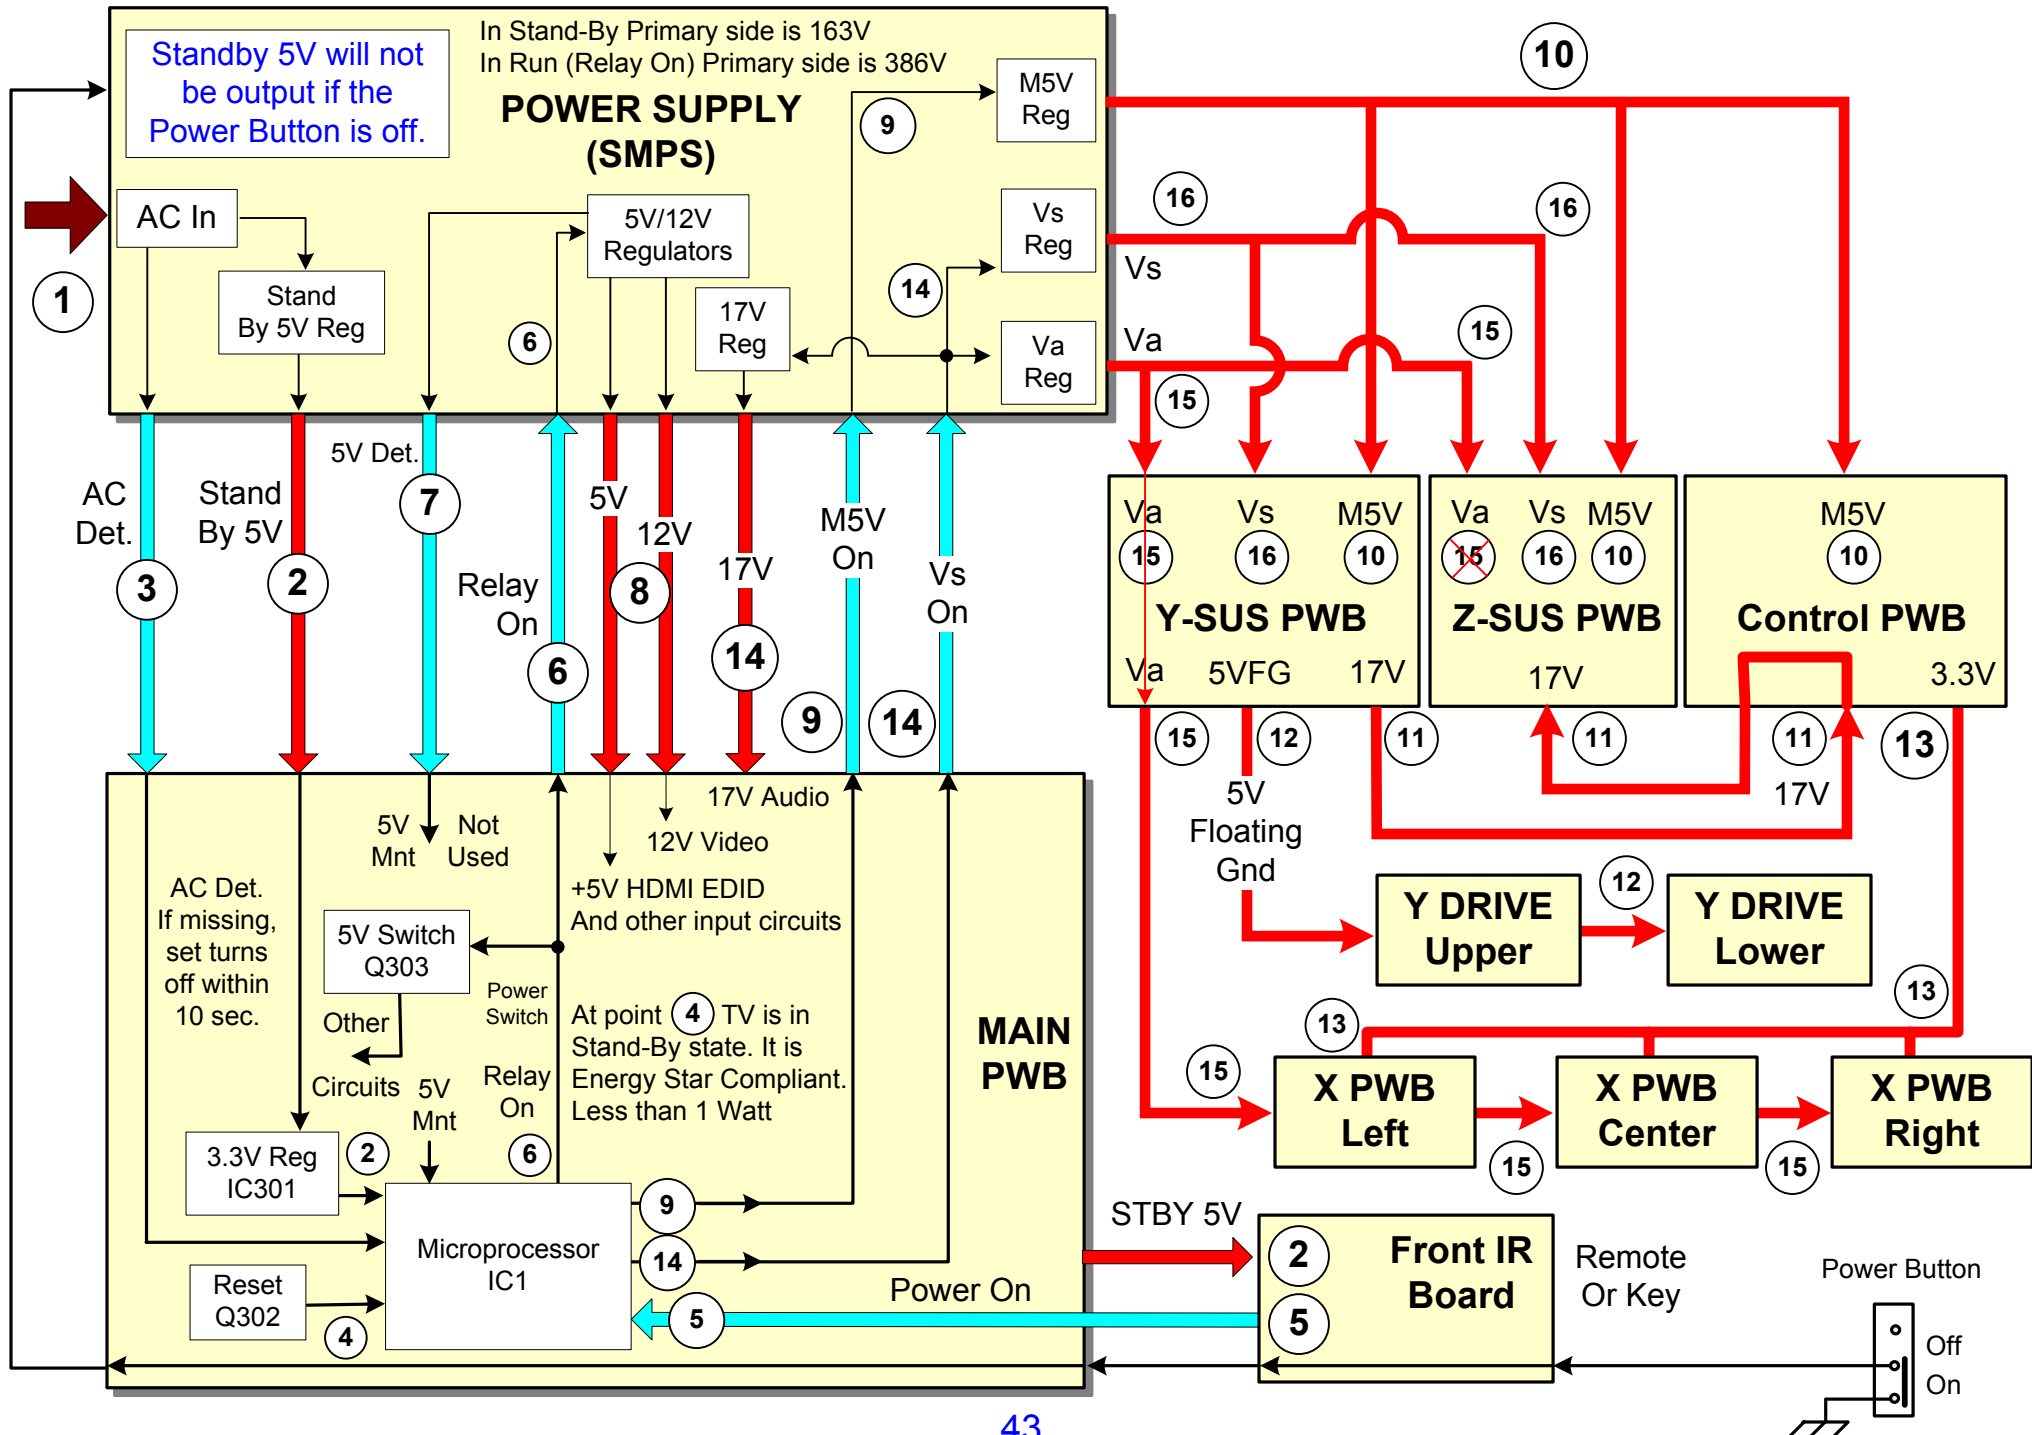 Standby 5V will not
be output if the
Power Button is off.
In Stand-By Primary side is 163V
In Run (Relay On) Primary side is 386V
POWER SUPPLY
(SMPS)
AC In
Stand
By 5V Reg
5V/12V
Regulators
17V
Reg
M5V
Reg
Vs
Reg
Va
Reg
1
6
9
14
10
16
16
Vs
Va
15
15
AC
Det.
3
Stand
By 5V
2
5V Det.
7
Relay
On
6
5V
12V
8
17V
14
M5V
On
9
Vs
On
14
Va
15
Vs
16
M5V
10
Y-SUS PWB
Va
5VFG
17V
Va
15
Vs
16
M5V
10
Z-SUS PWB
17V
M5V
10
Control PWB
3.3V
15
12
11
11
11
13
5V
Floating
Gnd
17V
Y DRIVE
Upper
12
Y DRIVE
Lower
13
13
15
X PWB
Left
15
X PWB
Center
15
X PWB
Right
17V Audio
12V Video
+5V HDMI EDID
And other input circuits
5V
Mnt
Not
Used
AC Det.
If missing,
set turns
off within
10 sec.
5V Switch
Q303
Other
Circuits
Power
Switch
At point 4 TV is in
Stand-By state. It is
Energy Star Compliant.
Less than 1 Watt
MAIN
PWB
Relay
On
6
5V
Mnt
3.3V Reg
IC301
2
Microprocessor
IC1
9
14
5
Reset
Q302
4
STBY 5V
Power On
2
5
Front IR
Board
Remote
Or Key
Power Button
Off
On
43